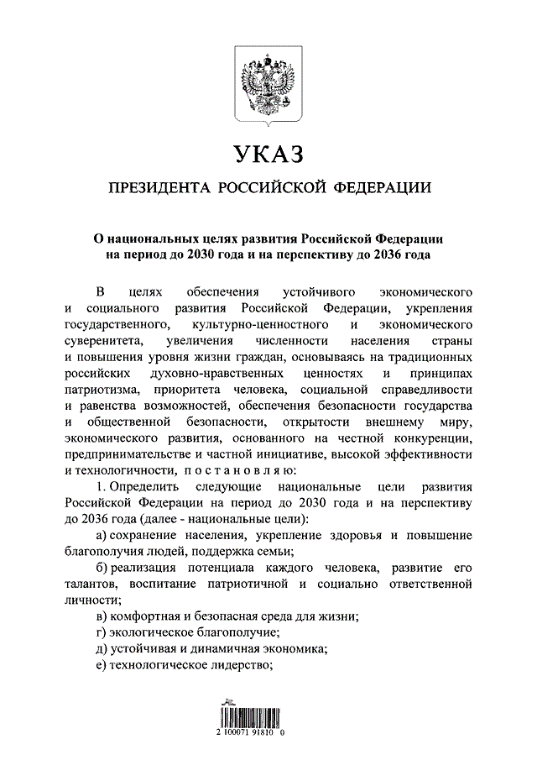 УКАЗ
ПРЕЗИДЕНТА РОССИЙСКОЙ ФЕДЕРАЦИИ
О национальных целях развития Российской Федерации
на период до 2030 года и на перспективу до 2036 года
В целях обеспечения устойчивого экономического
и социального развития Российской Федерации, укрепления
государственного, культурно-ценностного и экономического
суверенитета, увеличения численности населения страны
и повышения уровня жизни граждан, основываясь на традиционных
российских духовно-нравственных ценностях и принципах
патриотизма, приоритета человека, социальной справедливости
и равенства возможностей, обеспечения безопасности государства
и общественной безопасности, открытости внешнему миру,
экономического развития, основанного на честной конкуренции,
предпринимательстве и частной инициативе, высокой эффективности
и технологичности, п о с т а н о в л я ю:
1. Определить следующие национальные цели развития
Российской Федерации на период до 2030 года и на перспективу
до 2036 года (далее - национальные цели):
а) сохранение населения, укрепление здоровья и повышение
благополучия людей, поддержка семьи;
б) реализация потенциала каждого человека, развитие его
талантов, воспитание патриотичной и социально ответственной
личности;
в) комфортная и безопасная среда для жизни;
г) экологическое благополучие;
д) устойчивая и динамичная экономика;
е) технологическое лидерство;
2 100071 91810 0